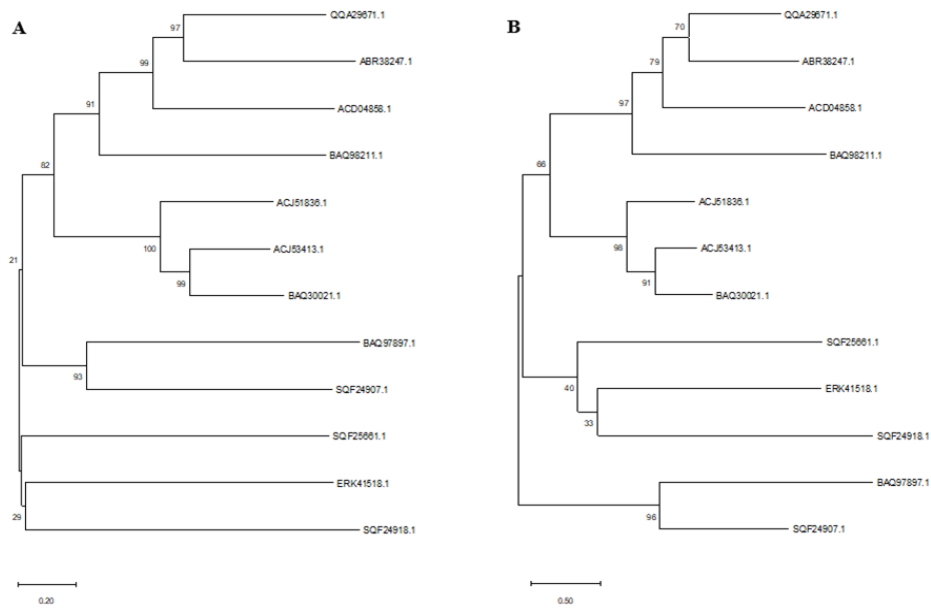 A
97
QQA29671.1
ABR38247.1
99
ACD04858.1
91
BAQ98211.1
82
ACJ51836.1
100
ACJ53413.1
99
BAQ30021.1
21
BAQ97897.1
93
SQF24907.1
SQF25661.1
ERK41518.1
29
SQF24918.1
0.20
B
70
QQA29671.1
ABR38247.1
79
ACD04858.1
97
BAQ98211.1
66
ACJ51836.1
98
ACJ53413.1
91
BAQ30021.1
SQF25661.1
40
ERK41518.1
33
SQF24918.1
BAQ97897.1
96
SQF24907.1
0.50